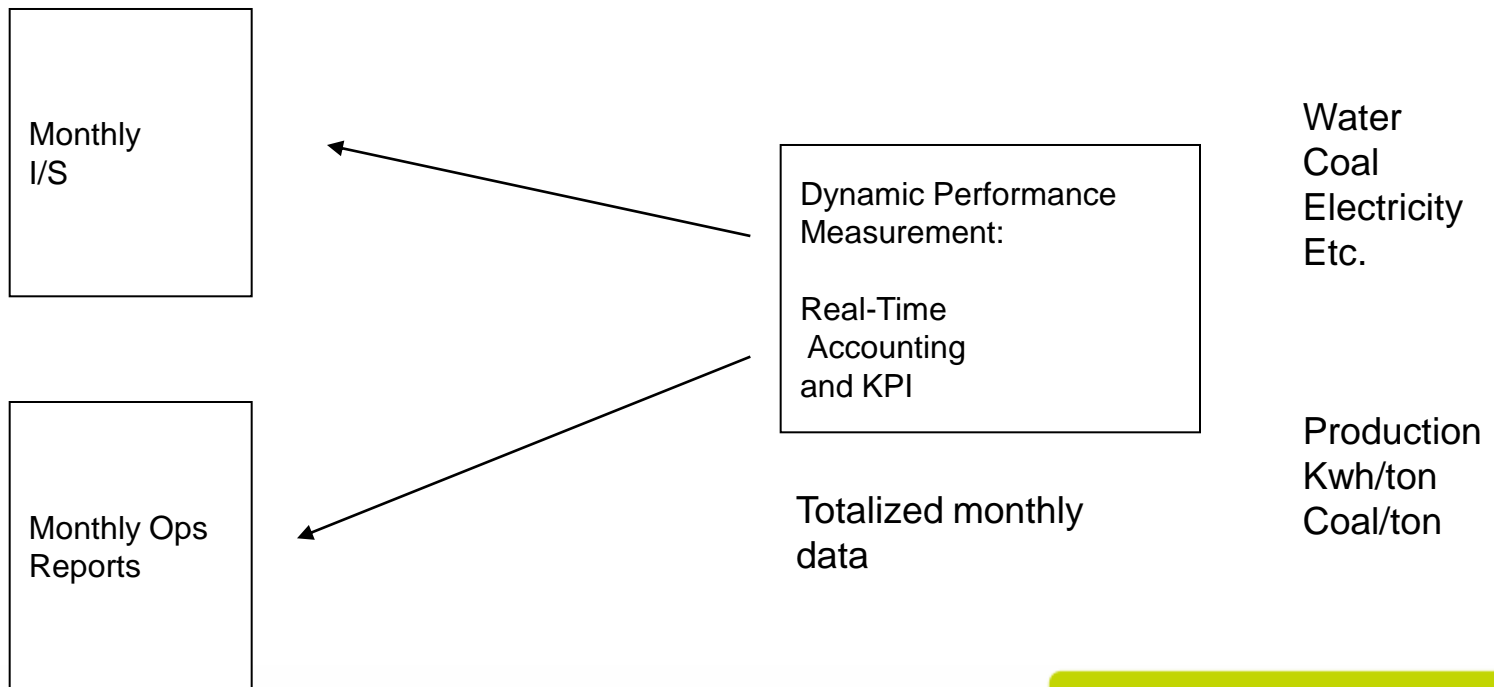 Monthly
I/S
Monthly Ops
Reports
Dynamic Performance
Measurement:
Real-Time
Accounting
and KPI
Totalized monthly
data
Water
Coal
Electricity
Etc.
Production
Kwh/ton
Coal/ton